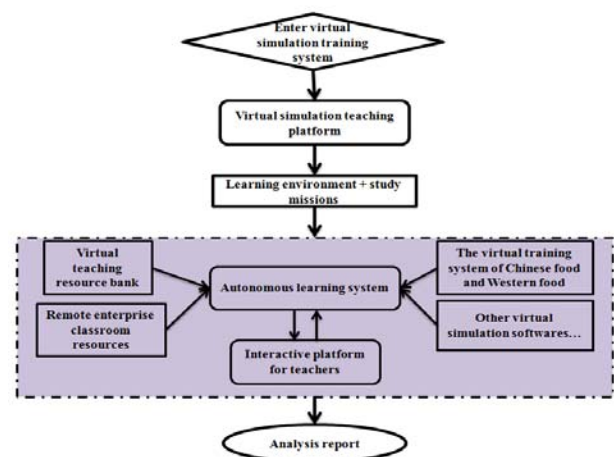 Enter virtual
simulation training
system
Virtual simulation teaching
platform
Learning environment + study
missions
Virtual
teaching
resource bank
Remote enterprise
classroom
resources
Autonomous learning system
Interactive platform
for teachers
The virtual training
system of Chinese food
and Western food
Other virtual
simulation softwares...
Analysis report